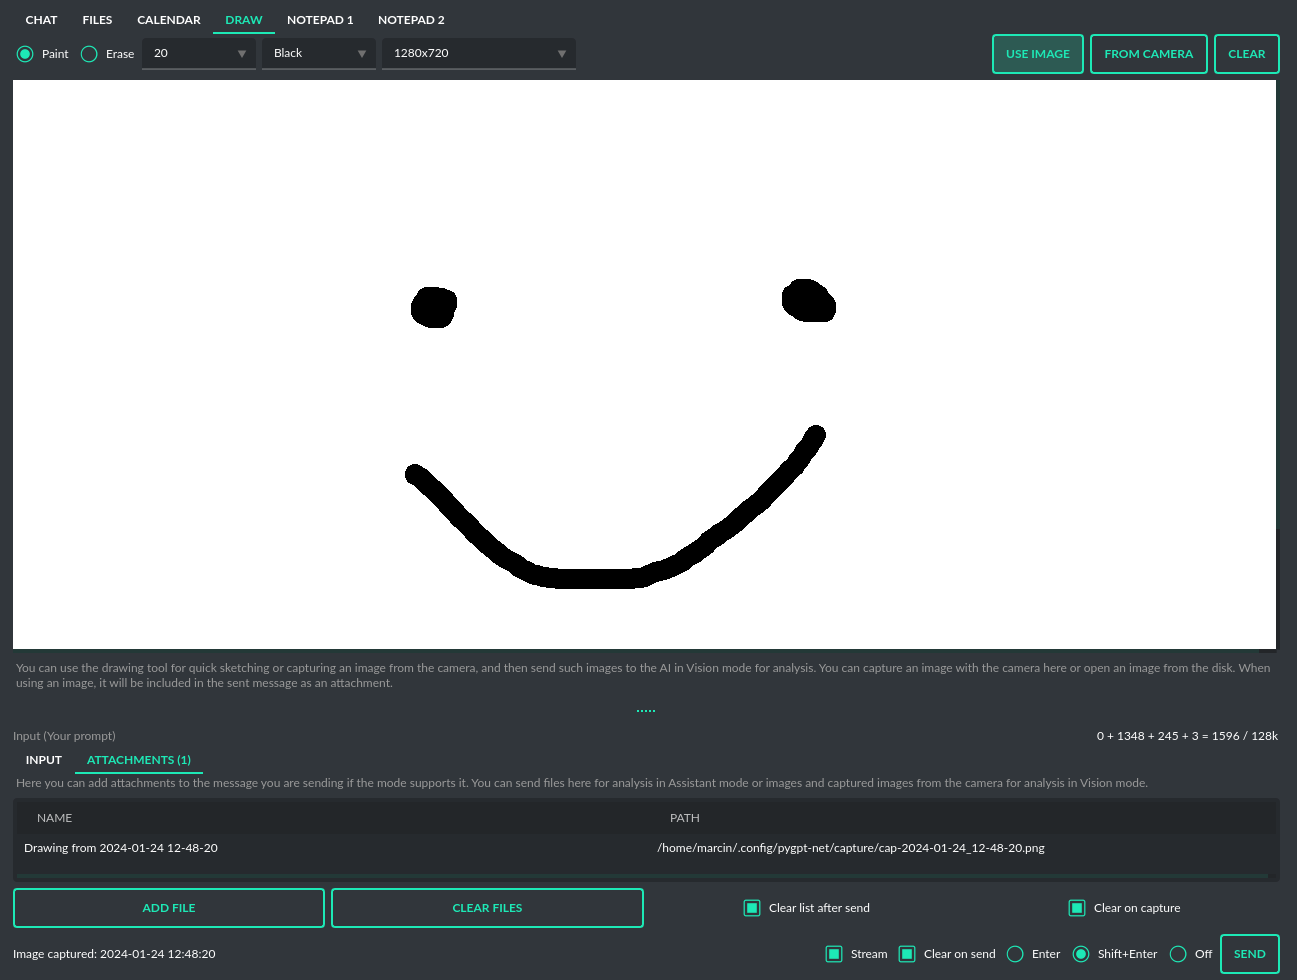 CHAT FILES CALENDAR DRAW NOTEPAD 1 NOTEPAD 2
Paint Erase 20 Black 1280x720 USE IMAGE FROM CAMERA CLEAR
You can use the drawing tool for quick sketching or capturing an image from the camera, and then send such images to the AI in Vision mode for analysis. You can capture an image with the camera here or open an image from the disk. When
using an image, it will be included in the sent message as an attachment.
Input (Your prompt) 0 + 1348 + 245 + 3 = 1596 / 128k
INPUT ATTACHMENTS (1)
Here you can add attachments to the message you are sending if the mode supports it. You can send files here for analysis in Assistant mode or images and captured images from the camera for analysis in Vision mode.
NAME PATH
Drawing from 2024-01-24 12-48-20 /home/marcin/.config/pygpt-net/capture/cap-2024-01-24_12-48-20.png
ADD FILE CLEAR FILES Clear list after send Clear on capture
Image captured: 2024-01-24 12:48:20 Stream Clear on send Enter Shift+Enter Off SEND